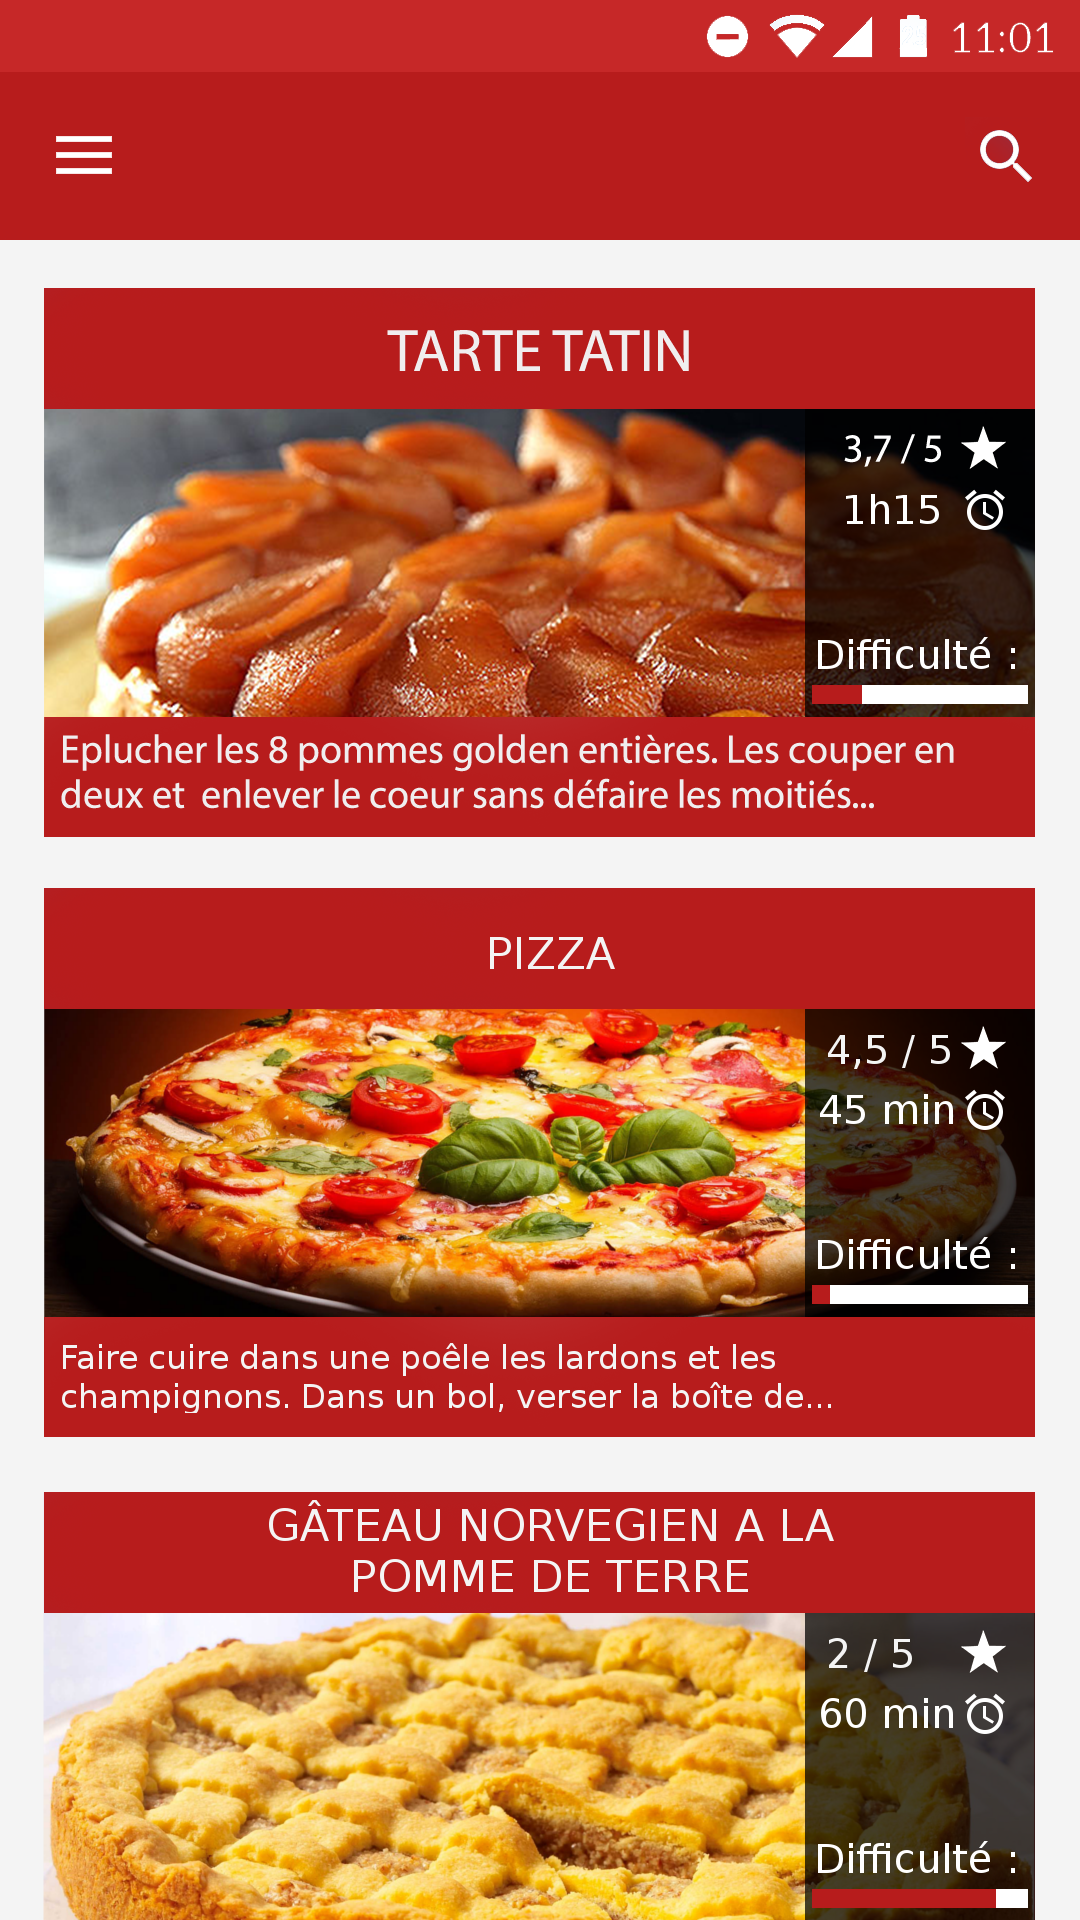 11:01
TARTE TATIN
3,7 / 5
1h15
Difficulté :
Eplucher les 8 pommes golden entières. Les couper en
deux et  enlever le coeur sans défaire les moitiés...
PIZZA
4,5 / 5
45 min
Difficulté :
Faire cuire dans une poêle les lardons et les
champignons. Dans un bol, verser la boîte de...
GÂTEAU NORVEGIEN A LA
POMME DE TERRE
2 / 5
60 min
Difficulté :